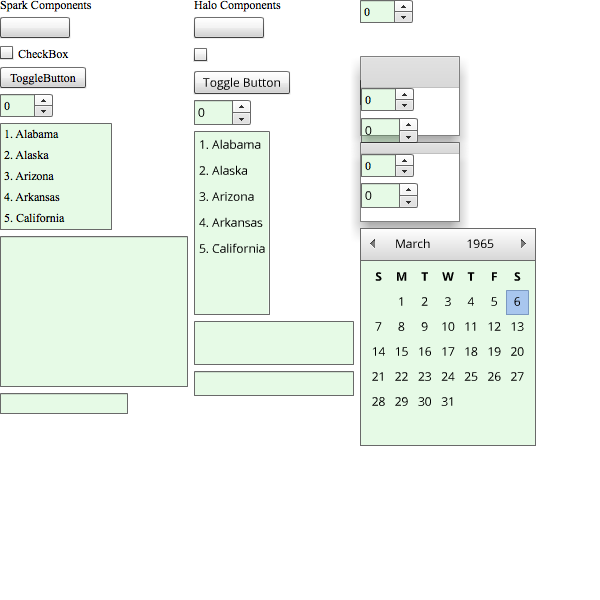 Spark Components
CheckBox
ToggleButton
0
1. Alabama
2. Alaska
3. Arizona
4. Arkansas
5. California
Halo Components
Toggle Button
0
1. Alabama
2. Alaska
3. Arizona
4. Arkansas
5. California
0
0
0
0
0
March 1965
S M T W T F S
1 2 3 4 5 6
7 8 9 10 11 12 13
14 15 16 17 18 19 20
21 22 23 24 25 26 27
28 29 30 31